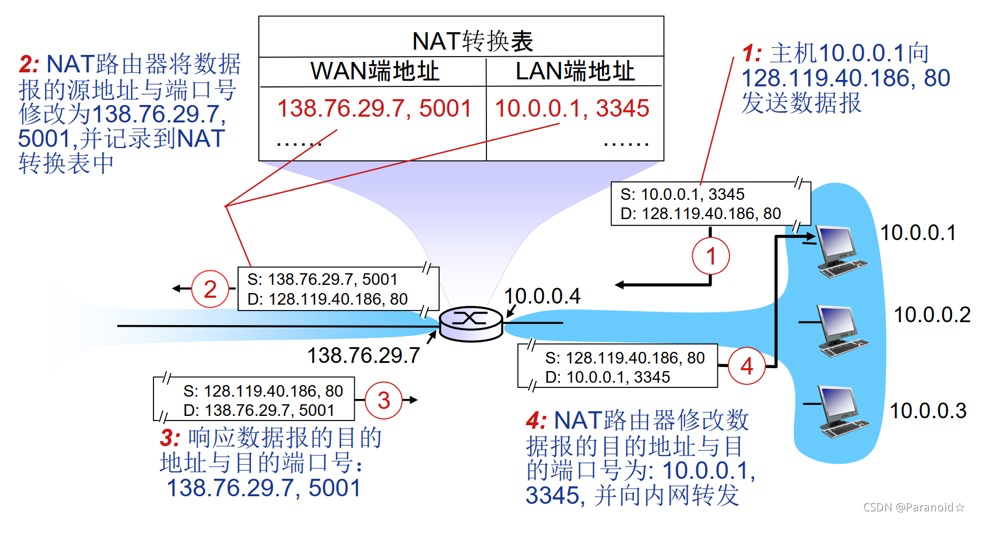 NAT转换表
WAN端地址 LAN端地址
138.76.29.7, 5001 10.0.0.1, 3345
…… ……
2: NAT路由器将数据
报的源地址与端口号
修改为138.76.29.7,
5001,并记录到NAT
转换表中
1: 主机10.0.0.1向
128.119.40.186, 80
发送数据报
S: 10.0.0.1, 3345
D: 128.119.40.186, 80
1
10.0.0.1
S: 138.76.29.7, 5001
D: 128.119.40.186, 80
2
10.0.0.4
10.0.0.2
138.76.29.7
S: 128.119.40.186, 80
D: 10.0.0.1, 3345
4
S: 128.119.40.186, 80
D: 138.76.29.7, 5001
3
10.0.0.3
3: 响应数据报的目的
地址与目的端口号：
138.76.29.7, 5001
4: NAT路由器修改数
据报的目的地址与目
的端口号为: 10.0.0.1,
3345, 并向内网转发
CSDN @Paranoid☆